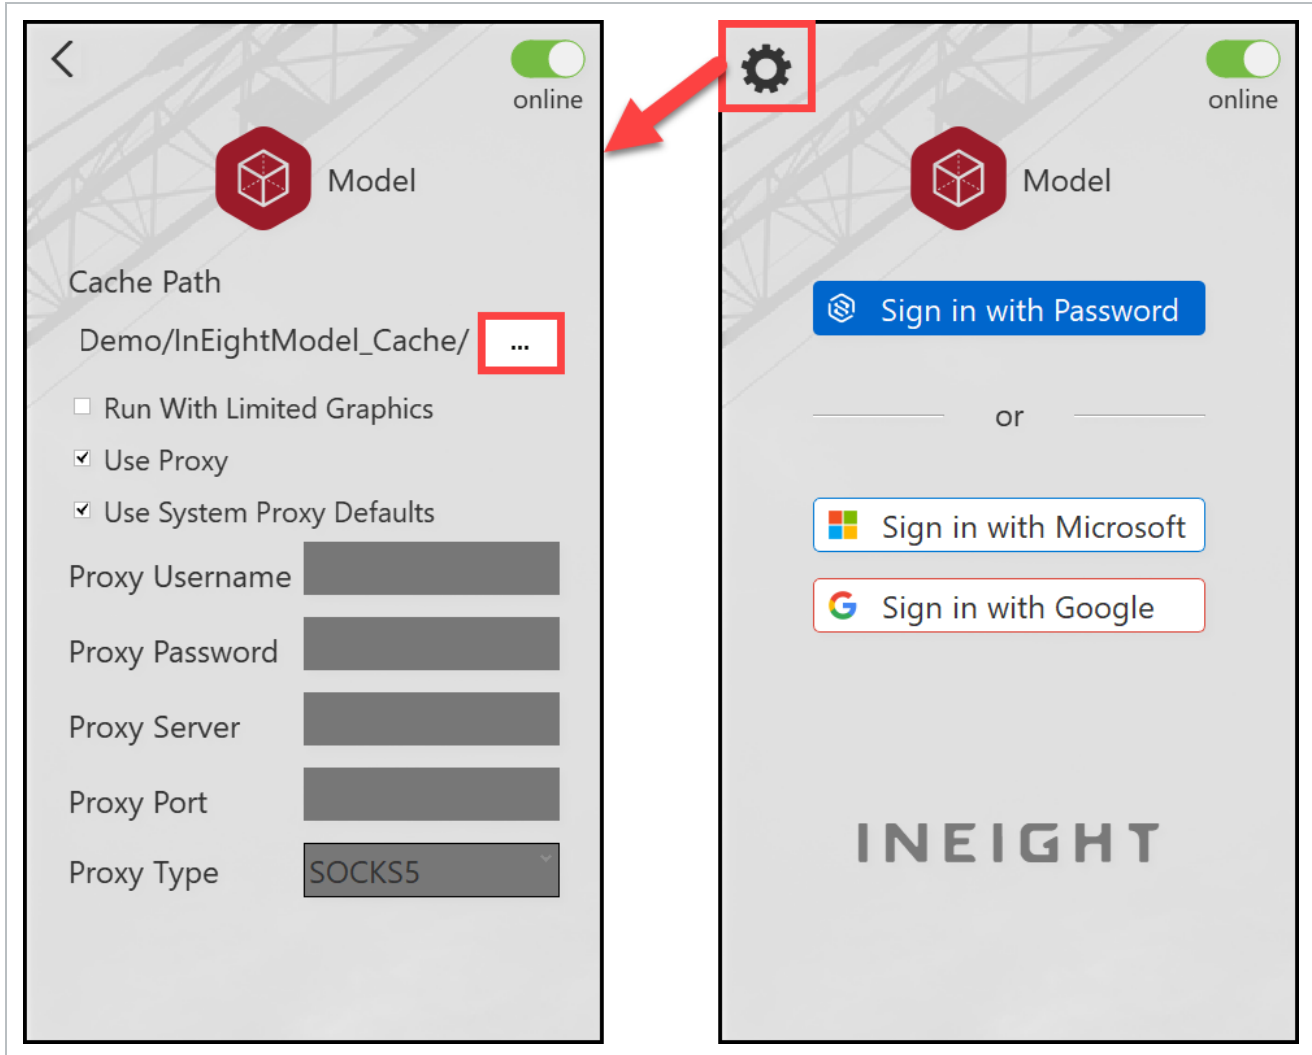 online
Model
Cache Path
Demo/InEightModel_Cache/ ...
Run With Limited Graphics
Use Proxy
Use System Proxy Defaults
Proxy Username
Proxy Password
Proxy Server
Proxy Port
Proxy Type SOCKS5
online
Model
Sign in with Password
or
Sign in with Microsoft
Sign in with Google
INEIGHT